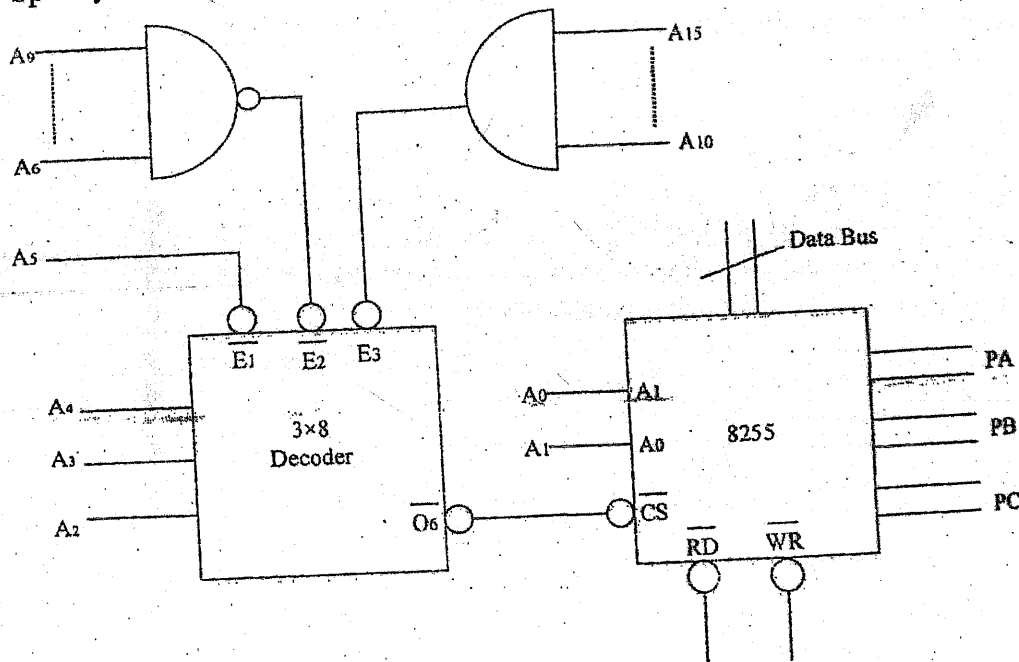 A9
A15
A6
A10
A5
Data Bus
E1 E2 E3
A4
A0 A1
PA
3×8
Decoder
8255
A3
A1 A0
PB
A2
O6
CS
PC
RD WR